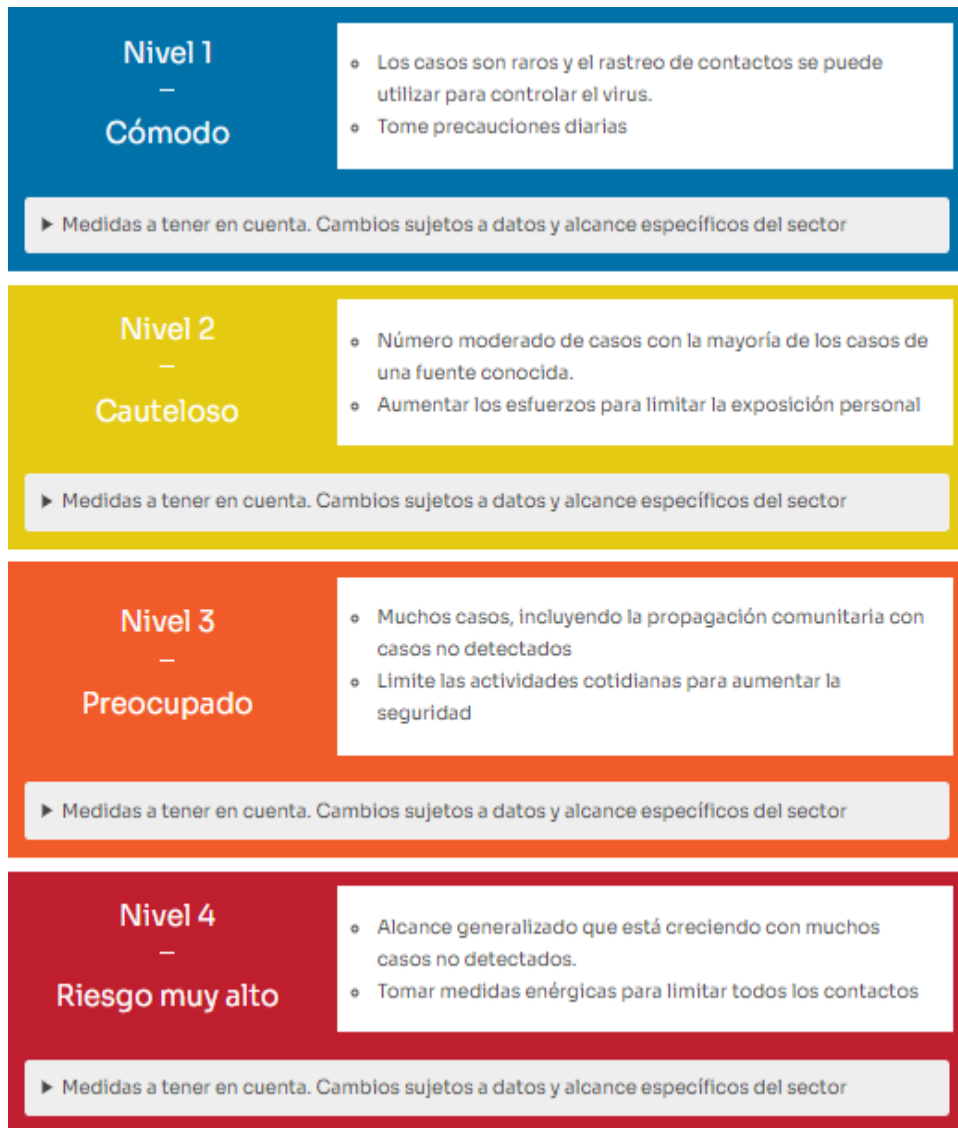 Nivel 1
–
Cómodo
Los casos son raros y el rastreo de contactos se puede
utilizar para controlar el virus.
Tome precauciones diarias
Medidas a tener en cuenta. Cambios sujetos a datos y alcance específicos del sector
Nivel 2
–
Cauteloso
Número moderado de casos con la mayoría de los casos de
una fuente conocida.
Aumentar los esfuerzos para limitar la exposición personal
Medidas a tener en cuenta. Cambios sujetos a datos y alcance específicos del sector
Nivel 3
–
Preocupado
Muchos casos, incluyendo la propagación comunitaria con
casos no detectados
Limite las actividades cotidianas para aumentar la
seguridad
Medidas a tener en cuenta. Cambios sujetos a datos y alcance específicos del sector
Nivel 4
–
Riesgo muy alto
Alcance generalizado que está creciendo con muchos
casos no detectados.
Tomar medidas enérgicas para limitar todos los contactos
Medidas a tener en cuenta. Cambios sujetos a datos y alcance específicos del sector